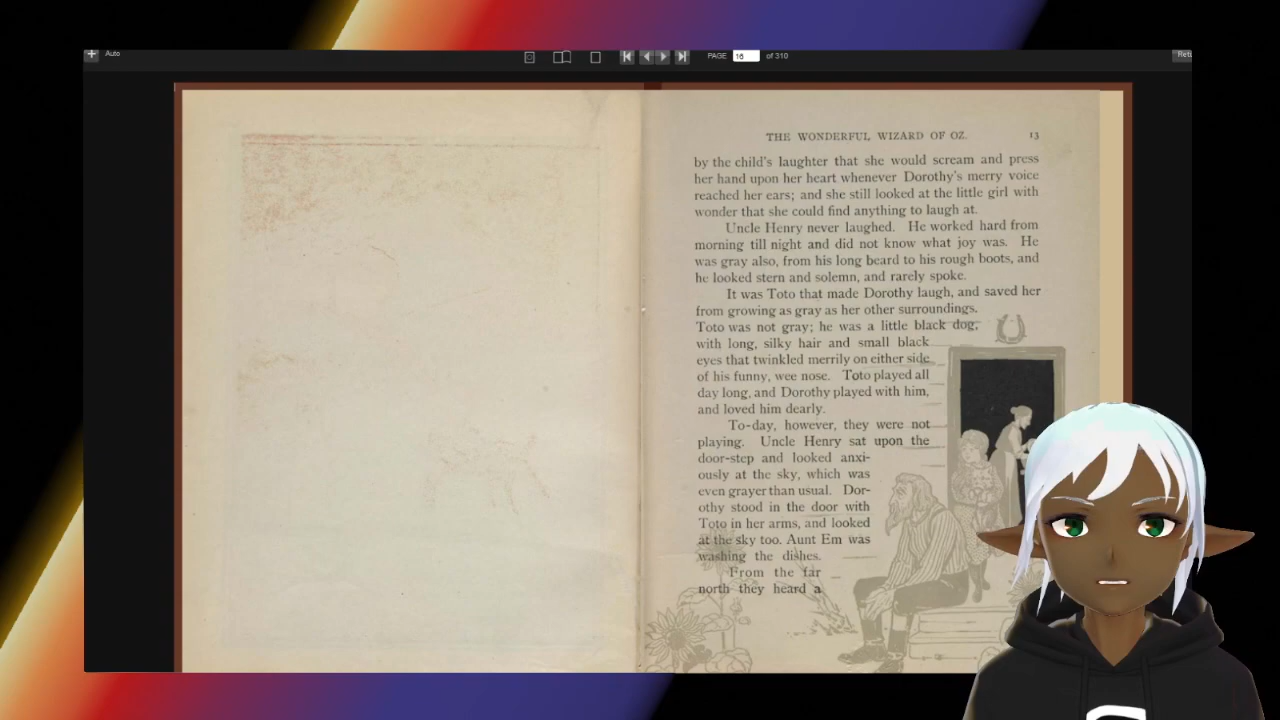 Auto
PAGE 16 of 310
Retu
THE WONDERFUL WIZARD OF OZ. 13
by the child's laughter that she would scream and press
her hand upon her heart whenever Dorothy's merry voice
reached her ears; and she still looked at the little girl with
wonder that she could find anything to laugh at.
Uncle Henry never laughed. He worked hard from
morning till night and did not know what joy was. He
was gray also, from his long beard to his rough boots, and
he looked stern and solemn, and rarely spoke.
It was Toto that made Dorothy laugh, and saved her
from growing as gray as her other surroundings.
Toto was not gray; he was a little black dog,
with long, silky hair and small black
eyes that twinkled merrily on either side
of his funny, wee nose. Toto played all
day long, and Dorothy played with him,
and loved him dearly.
To-day, however, they were not
playing. Uncle Henry sat upon the
door-step and looked anxi-
ously at the sky, which was
even grayer than usual. Dor-
othy stood in the door with
Toto in her arms, and looked
at the sky too. Aunt Em was
washing the dishes.
From the far
north they heard a